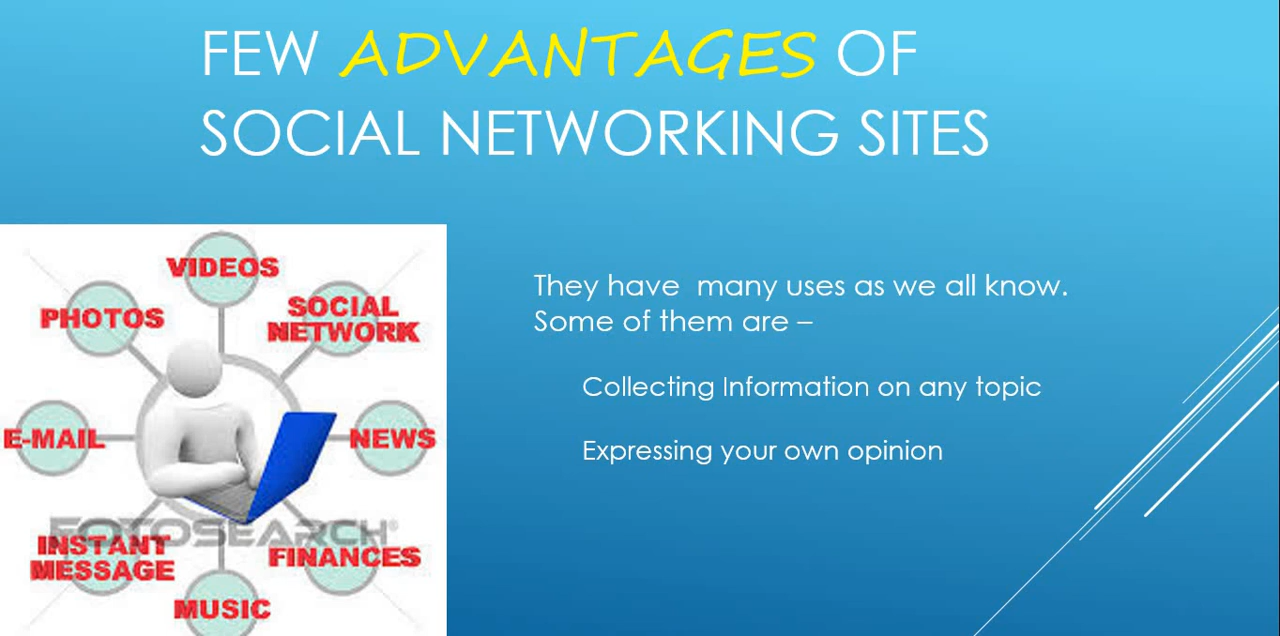 FEW ADVANTAGES OF
SOCIAL NETWORKING SITES
VIDEOS
PHOTOS
SOCIAL
NETWORK
E-MAIL
NEWS
FOTOSEARCH®
INSTANT
MESSAGE
FINANCES
MUSIC
They have  many uses as we all know.
Some of them are –
Collecting Information on any topic
Expressing your own opinion